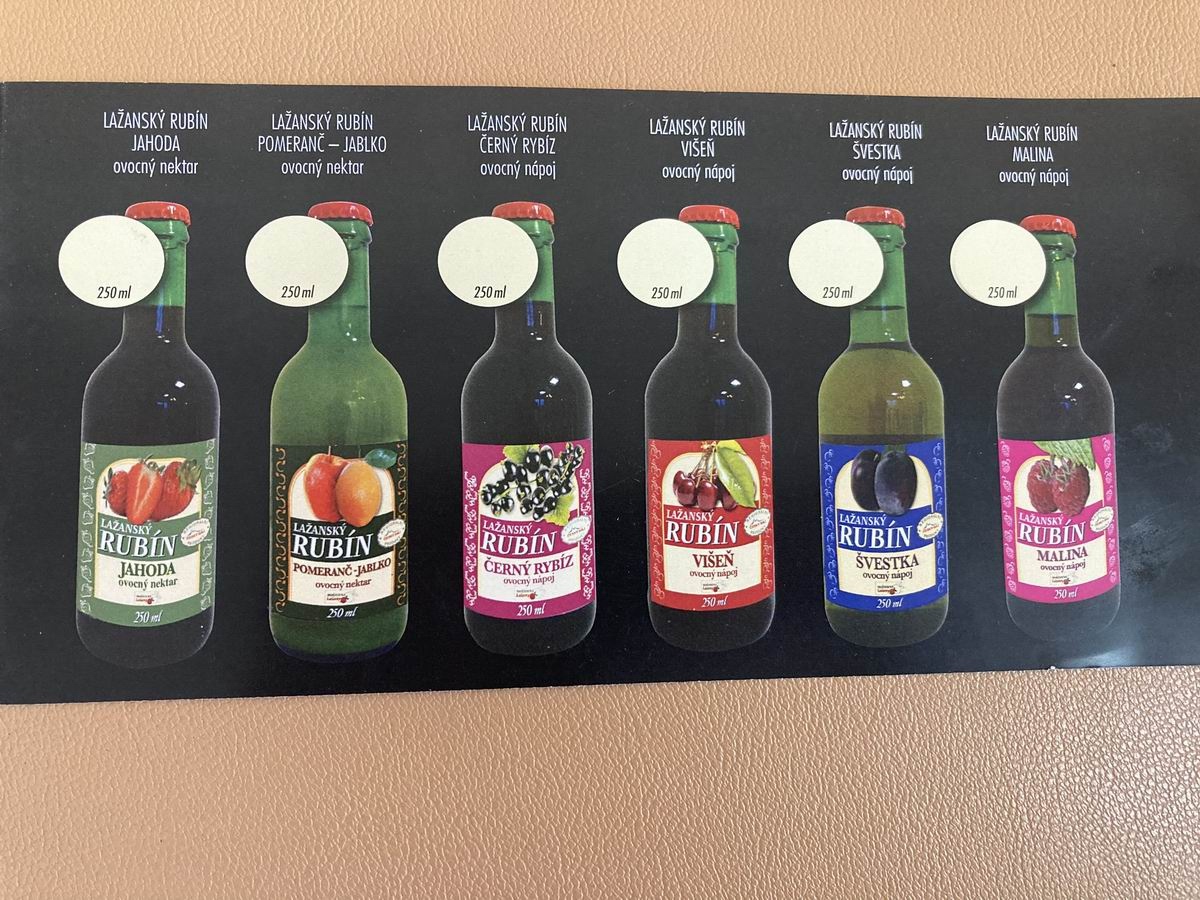 LAŽANSKÝ RUBÍN
JAHODA
ovocný nektar
LAŽANSKÝ RUBÍN
POMERANČ – JABLKO
ovocný nektar
LAŽANSKÝ RUBÍN
ČERNÝ RYBÍZ
ovocný nápoj
LAŽANSKÝ RUBÍN
VIŠEŇ
ovocný nápoj
LAŽANSKÝ RUBÍN
ŠVESTKA
ovocný nápoj
LAŽANSKÝ RUBÍN
MALINA
ovocný nápoj
250 ml
250 ml
250 ml
250 ml
250 ml
250 ml
LAŽANSKÝ
RUBÍN
JAHODA
ovocný nektar
250 ml
LAŽANSKÝ
RUBÍN
POMERANČ-JABLKO
ovocný nektar
250 ml
LAŽANSKÝ
RUBÍN
ČERNÝ RYBÍZ
ovocný nápoj
250 ml
LAŽANSKÝ
RUBÍN
VIŠEŇ
ovocný nápoj
250 ml
LAŽANSKÝ
RUBÍN
ŠVESTKA
ovocný nápoj
250 ml
LAŽANSKÝ
RUBÍN
MALINA
ovocný nápoj
250 ml